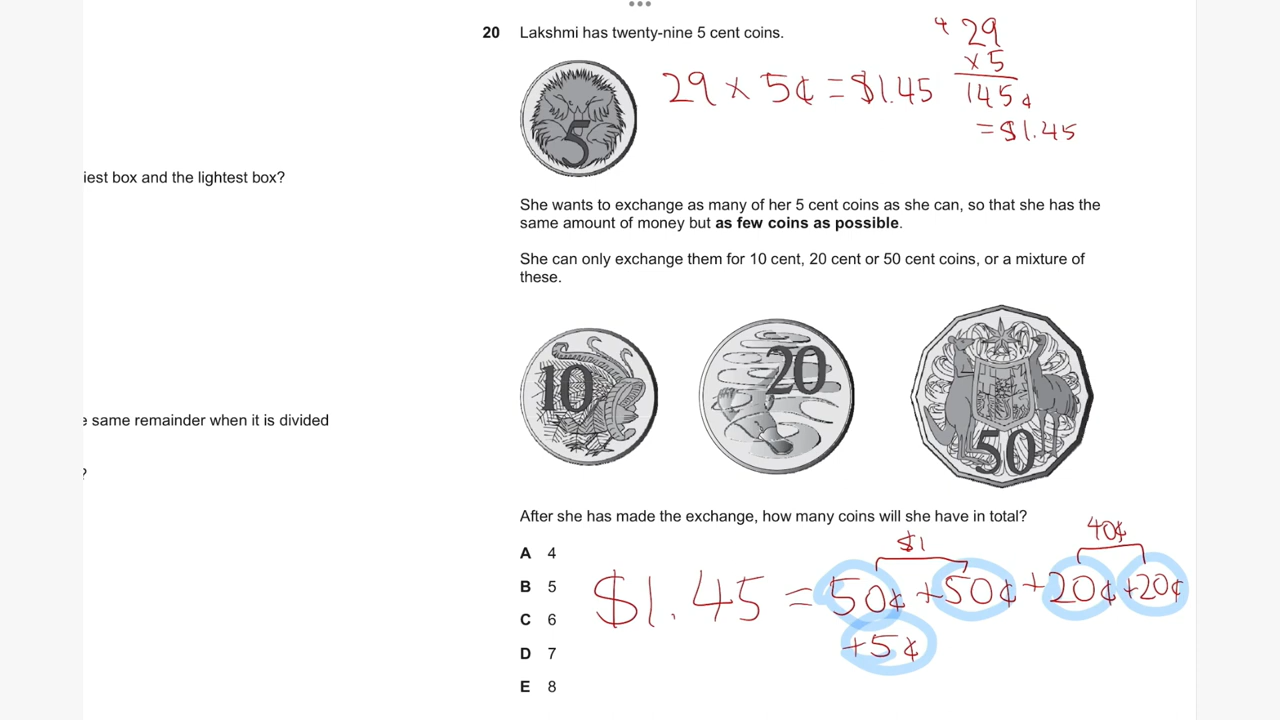 20 Lakshmi has twenty-nine 5 cent coins.
29 × 5¢ = $1.45
4 29
× 5
145¢
= $1.45
5
iest box and the lightest box?
She wants to exchange as many of her 5 cent coins as she can, so that she has the
same amount of money but as few coins as possible.
She can only exchange them for 10 cent, 20 cent or 50 cent coins, or a mixture of
these.
10 20 50
e same remainder when it is divided
?
After she has made the exchange, how many coins will she have in total?
A 4
B 5
C 6
D 7
E 8
$1 40¢
$1.45 = 50¢ + 50¢ + 20¢ + 20¢
+ 5¢